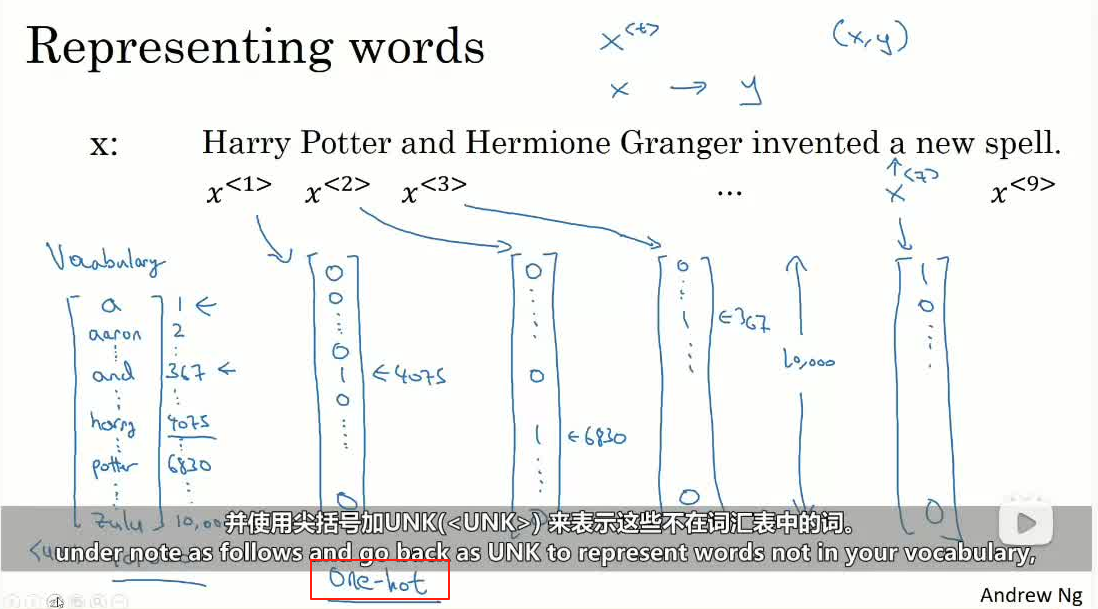 Representing words
x<t>
(x,y)
x → y
x: Harry Potter and Hermione Granger invented a new spell.
x<1> x<2> x<3> ... x<7> x<9>
Vocabulary
a 1 ←
aaron 2
and 367 ←
harry 4075
potter 6830
zulu 10,000
0 0 0 1 0 0
←4075
0 0 1
←6830
0 1 0
←367
10,000
1 0 0
并使用尖括号加UNK(<UNK>) 来表示这些不在词汇表中的词。
under note as follows and go back as UNK to represent words not in your vocabulary,
One-hot
Andrew Ng